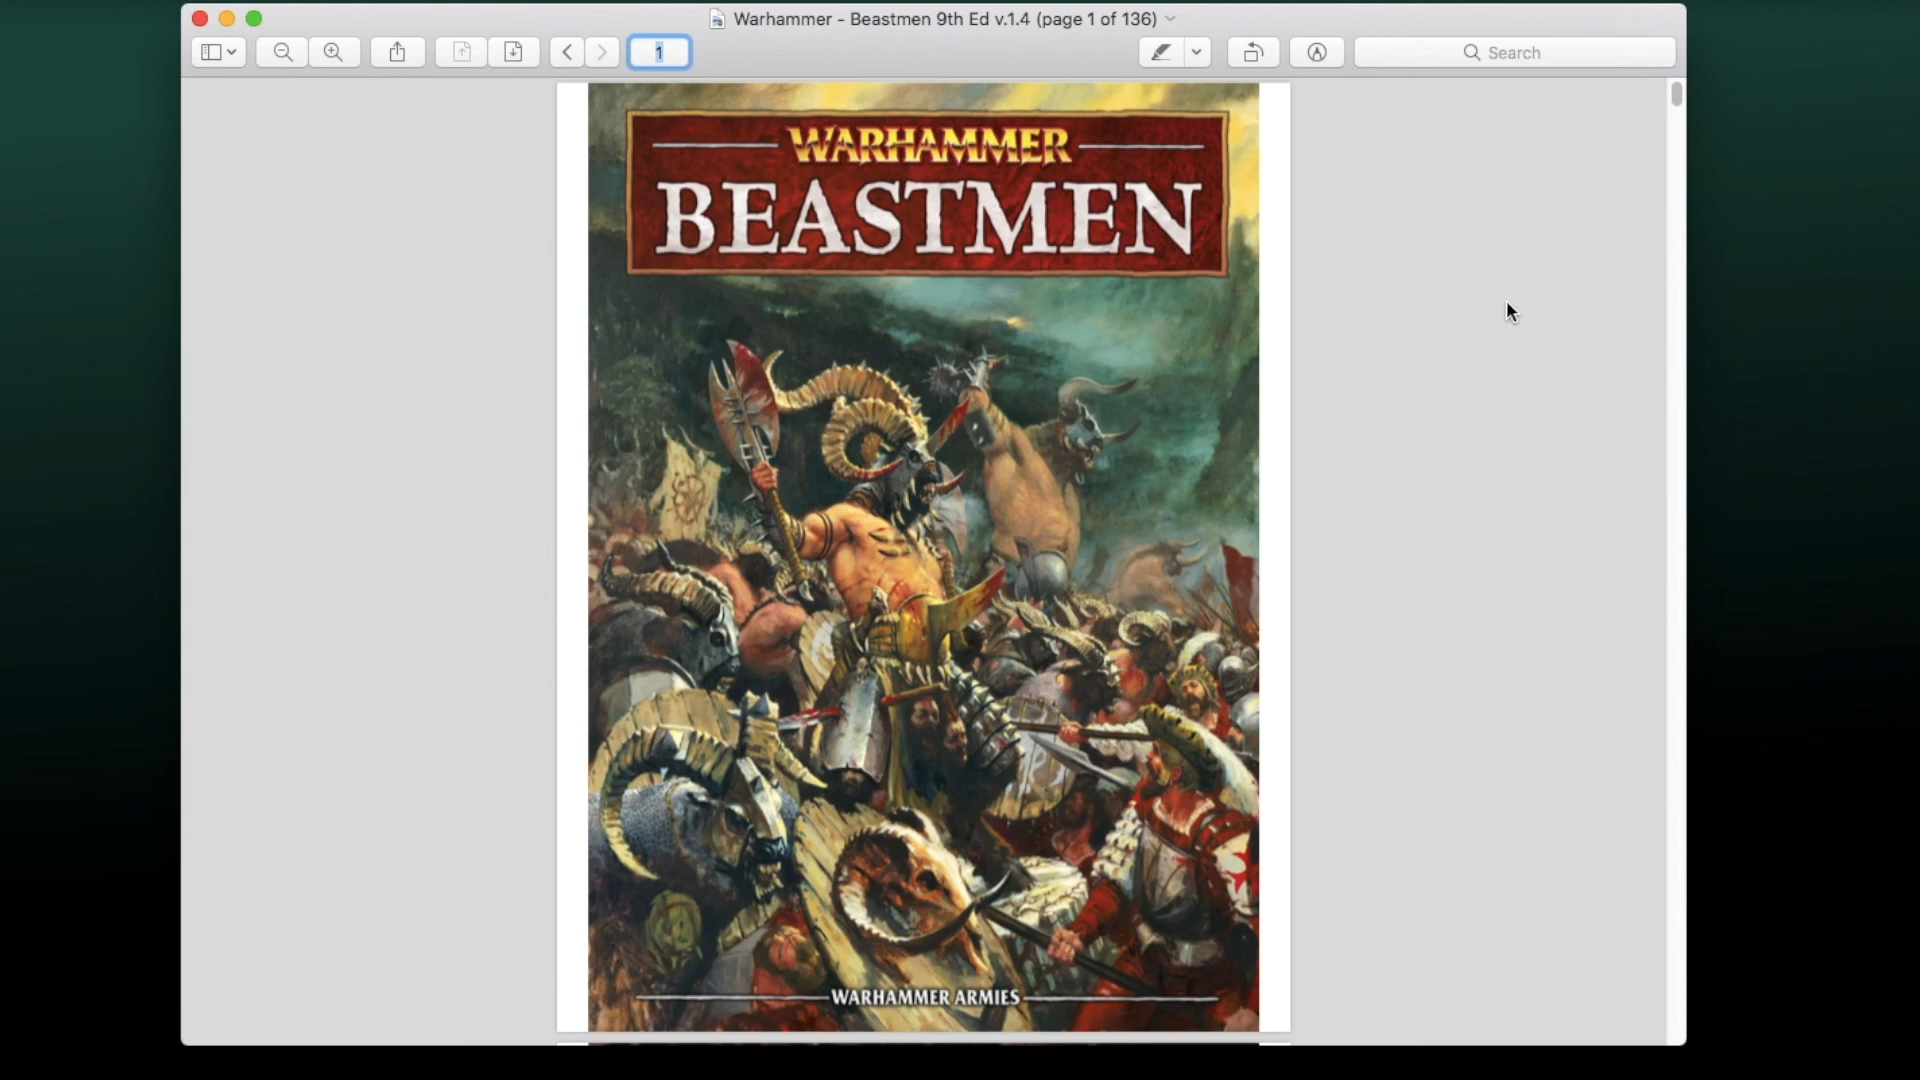 Warhammer - Beastmen 9th Ed v.1.4 (page 1 of 136)
1
Search
WARHAMMER
BEASTMEN
WARHAMMER ARMIES